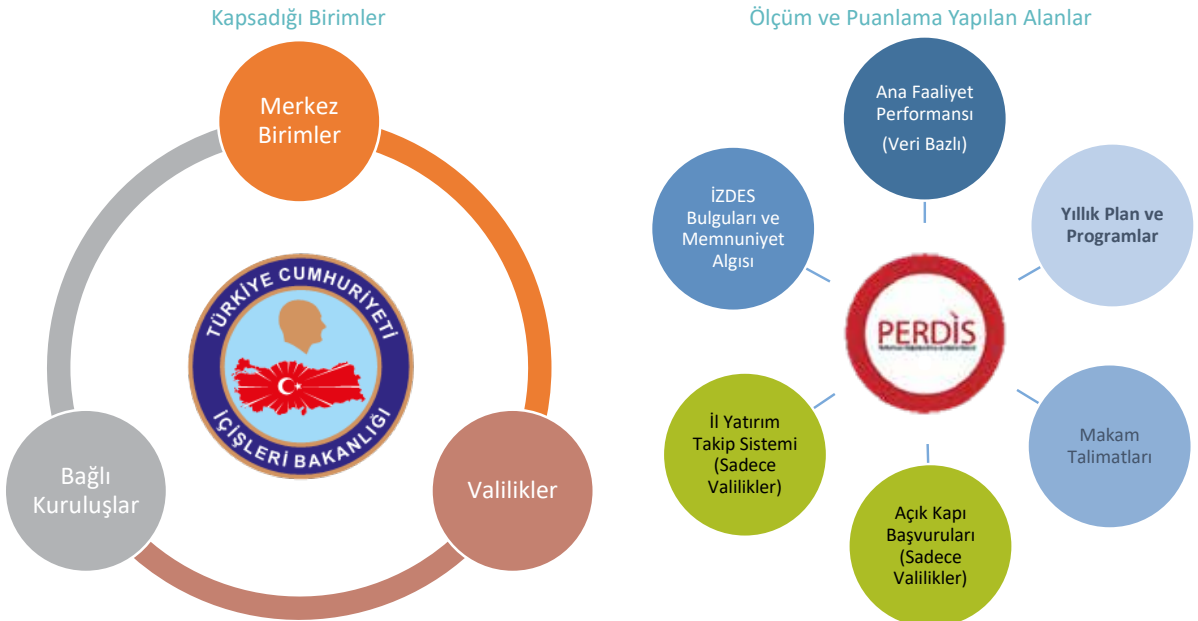 Kapsadığı Birimler
Merkez
Birimler
TÜRKİYE CUMHURİYETİ
İÇİŞLERİ BAKANLIĞI
Bağlı
Kuruluşlar
Valilikler
Ölçüm ve Puanlama Yapılan Alanlar
Ana Faaliyet
Performansı
(Veri Bazlı)
İZDES
Bulguları ve
Memnuniyet
Algısı
Yıllık Plan ve
Programlar
PERDİS
İl Yatırım
Takip Sistemi
(Sadece
Valilikler)
Makam
Talimatları
Açık Kapı
Başvuruları
(Sadece
Valilikler)